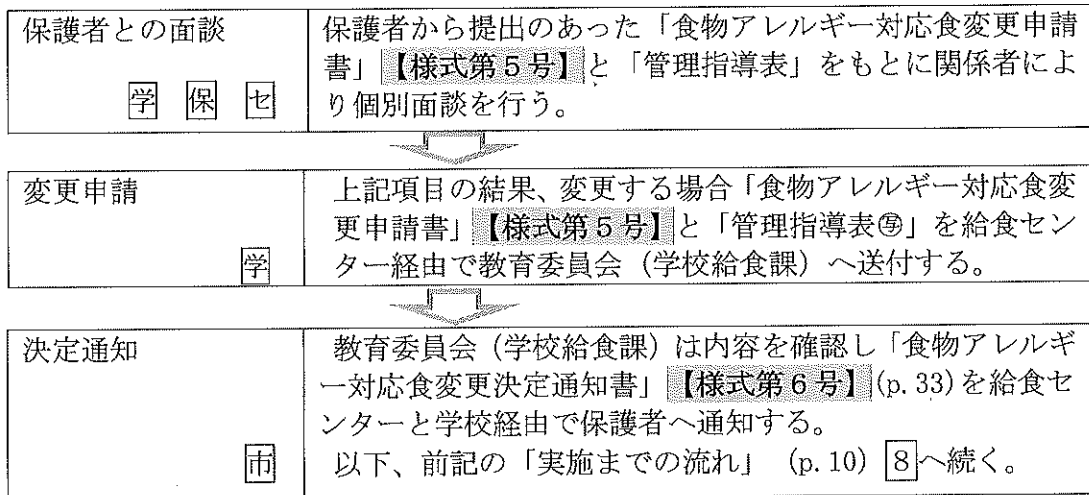 保護者との面談
学 保 セ
保護者から提出のあった「食物アレルギー対応食変更申請
書」【様式第5号】と「管理指導表」をもとに関係者によ
り個別面談を行う。
変更申請
学
上記項目の結果、変更する場合「食物アレルギー対応食変
更申請書」【様式第5号】と「管理指導表㊢」を給食セン
ター経由で教育委員会（学校給食課）へ送付する。
決定通知
市
教育委員会（学校給食課）は内容を確認し「食物アレルギ
ー対応食変更決定通知書」【様式第6号】(p.33)を給食セ
ンターと学校経由で保護者へ通知する。
以下、前記の「実施までの流れ」（p.10）8へ続く。